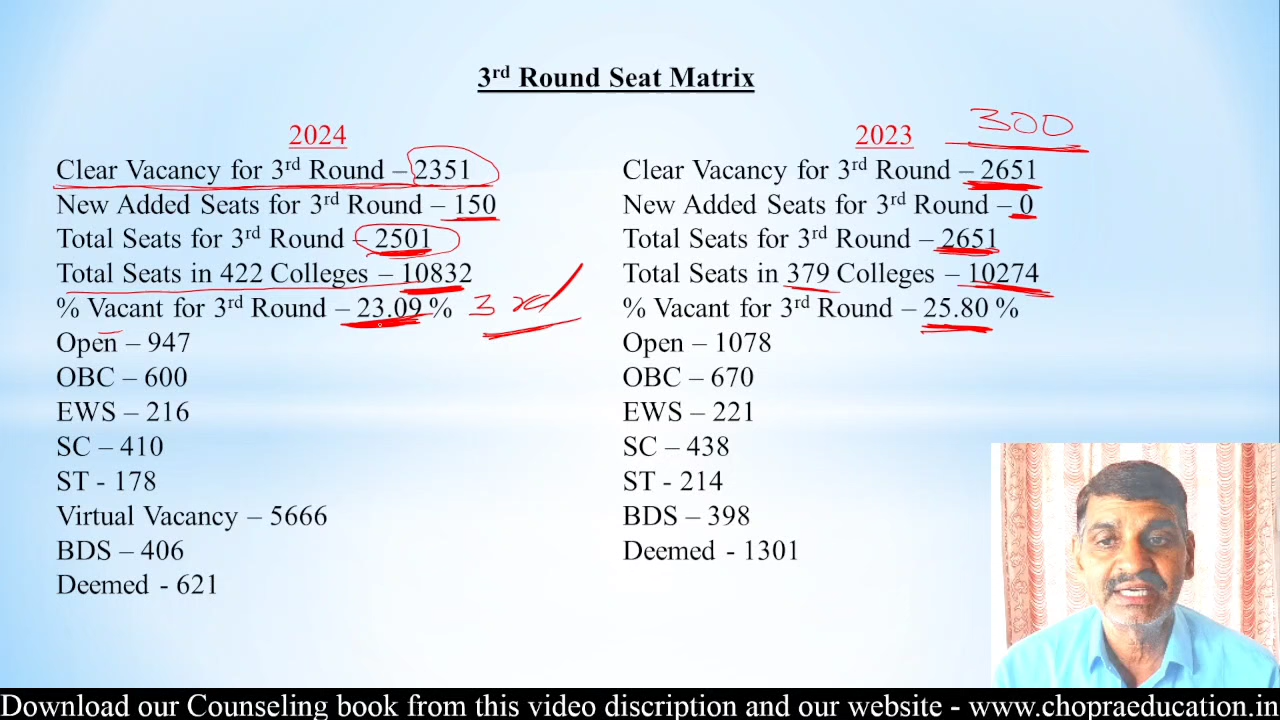 3rd Round Seat Matrix
2024
Clear Vacancy for 3rd Round – 2351
New Added Seats for 3rd Round – 150
Total Seats for 3rd Round – 2501
Total Seats in 422 Colleges – 10832
% Vacant for 3rd Round – 23.09 % 3rd
Open – 947
OBC – 600
EWS – 216
SC – 410
ST - 178
Virtual Vacancy – 5666
BDS – 406
Deemed - 621
2023 300
Clear Vacancy for 3rd Round – 2651
New Added Seats for 3rd Round – 0
Total Seats for 3rd Round – 2651
Total Seats in 379 Colleges – 10274
% Vacant for 3rd Round – 25.80 %
Open – 1078
OBC – 670
EWS – 221
SC – 438
ST - 214
BDS – 398
Deemed - 1301
Download our Counseling book from this video discription and our website - www.chopraeducation.in